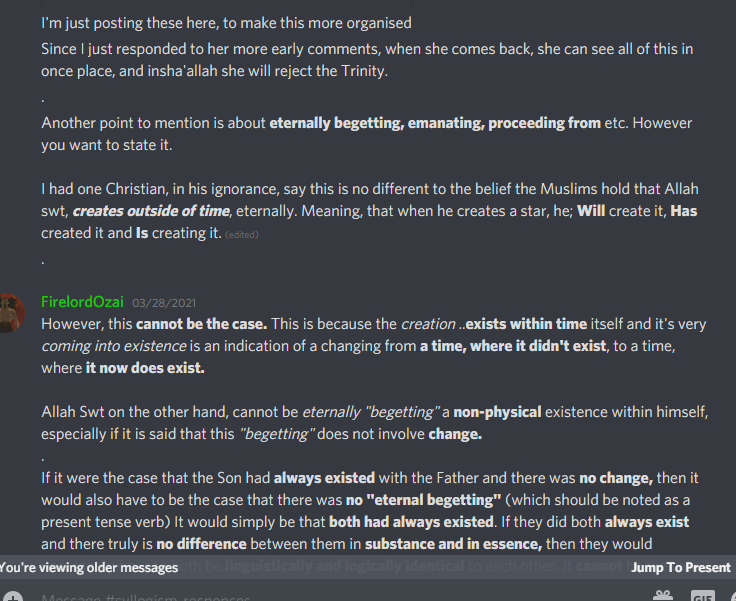 I'm just posting these here, to make this more organised
Since I just responded to her more early comments, when she comes back, she can see all of this in
once place, and insha'allah she will reject the Trinity.
.
Another point to mention is about eternally begetting, emanating, proceeding from etc. However
you want to state it.
I had one Christian, in his ignorance, say this is no different to the belief the Muslims hold that Allah
swt, creates outside of time, eternally. Meaning, that when he creates a star, he; Will create it, Has
created it and Is creating it. (edited)
.
FirelordOzai 03/28/2021
However, this cannot be the case. This is because the creation ..exists within time itself and it's very
coming into existence is an indication of a changing from a time, where it didn't exist, to a time,
where it now does exist.
Allah Swt on the other hand, cannot be eternally "begetting" a non-physical existence within himself,
especially if it is said that this "begetting" does not involve change.
.
If it were the case that the Son had always existed with the Father and there was no change, then it
would also have to be the case that there was no "eternal begetting" (which should be noted as a
present tense verb) It would simply be that both had always existed. If they did both always exist
and there truly is no difference between them in substance and in essence, then they would
You're viewing older messages
both be linguistically and logically identical to each other. It cannot
Jump To Present
Message #syllogism-responses
GIF